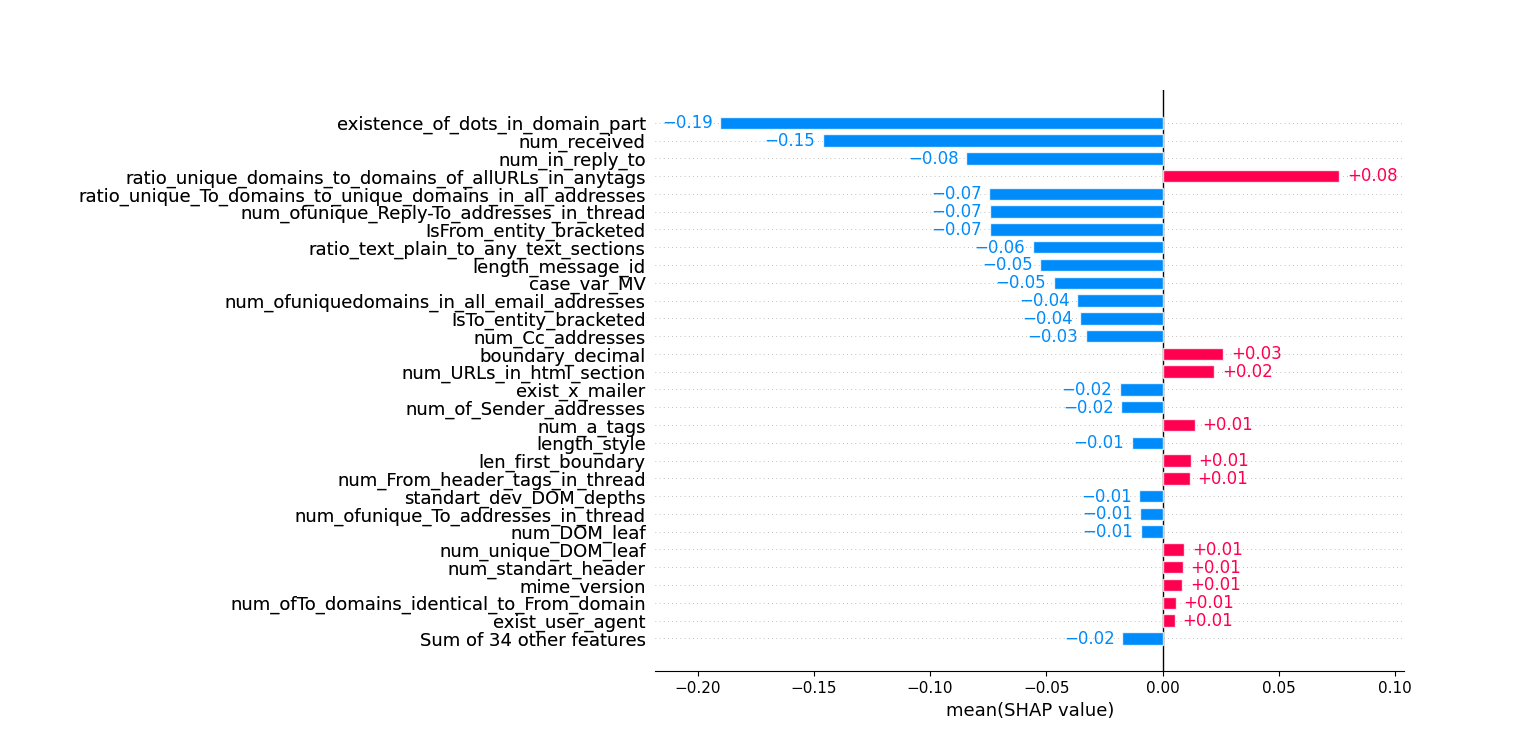 existence_of_dots_in_domain_part −0.19
num_received −0.15
num_in_reply_to −0.08
ratio_unique_domains_to_domains_of_allURLs_in_anytags +0.08
ratio_unique_To_domains_to_unique_domains_in_all_addresses −0.07
num_ofunique_Reply-To_addresses_in_thread −0.07
IsFrom_entity_bracketed −0.07
ratio_text_plain_to_any_text_sections −0.06
length_message_id −0.05
case_var_MV −0.05
num_ofuniquedomains_in_all_email_addresses −0.04
IsTo_entity_bracketed −0.04
num_Cc_addresses −0.03
boundary_decimal +0.03
num_URLs_in_html_section +0.02
exist_x_mailer −0.02
num_of_Sender_addresses −0.02
num_a_tags +0.01
length_style −0.01
len_first_boundary +0.01
num_From_header_tags_in_thread +0.01
standart_dev_DOM_depths −0.01
num_ofunique_To_addresses_in_thread −0.01
num_DOM_leaf −0.01
num_unique_DOM_leaf +0.01
num_standart_header +0.01
mime_version +0.01
num_ofTo_domains_identical_to_From_domain +0.01
exist_user_agent +0.01
Sum of 34 other features −0.02
−0.20 −0.15 −0.10 −0.05 0.00 0.05 0.10
mean(SHAP value)